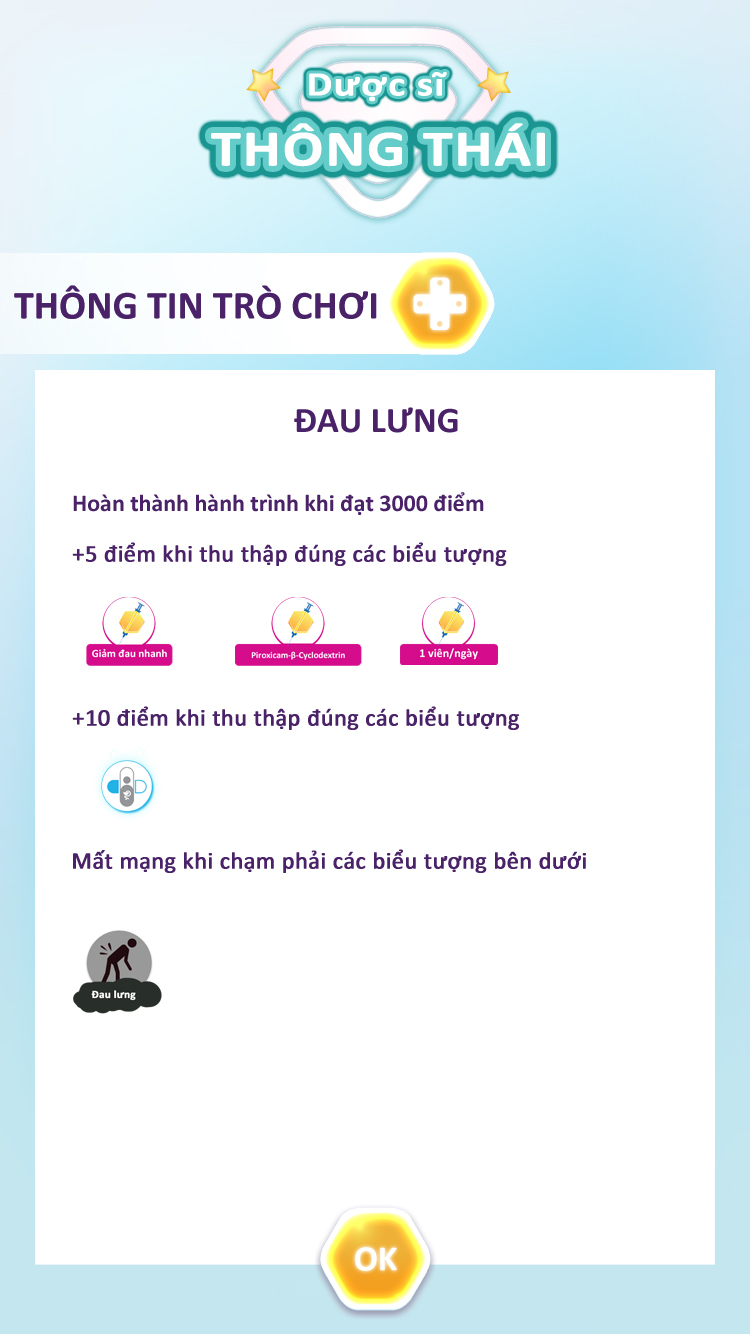 Dược sĩ
THÔNG THÁI
THÔNG TIN TRÒ CHƠI
ĐAU LƯNG
Hoàn thành hành trình khi đạt 3000 điểm
+5 điểm khi thu thập đúng các biểu tượng
Giảm đau nhanh
Piroxicam-β-Cyclodextrin
1 viên/ngày
+10 điểm khi thu thập đúng các biểu tượng
Mất mạng khi chạm phải các biểu tượng bên dưới
Đau lưng
OK